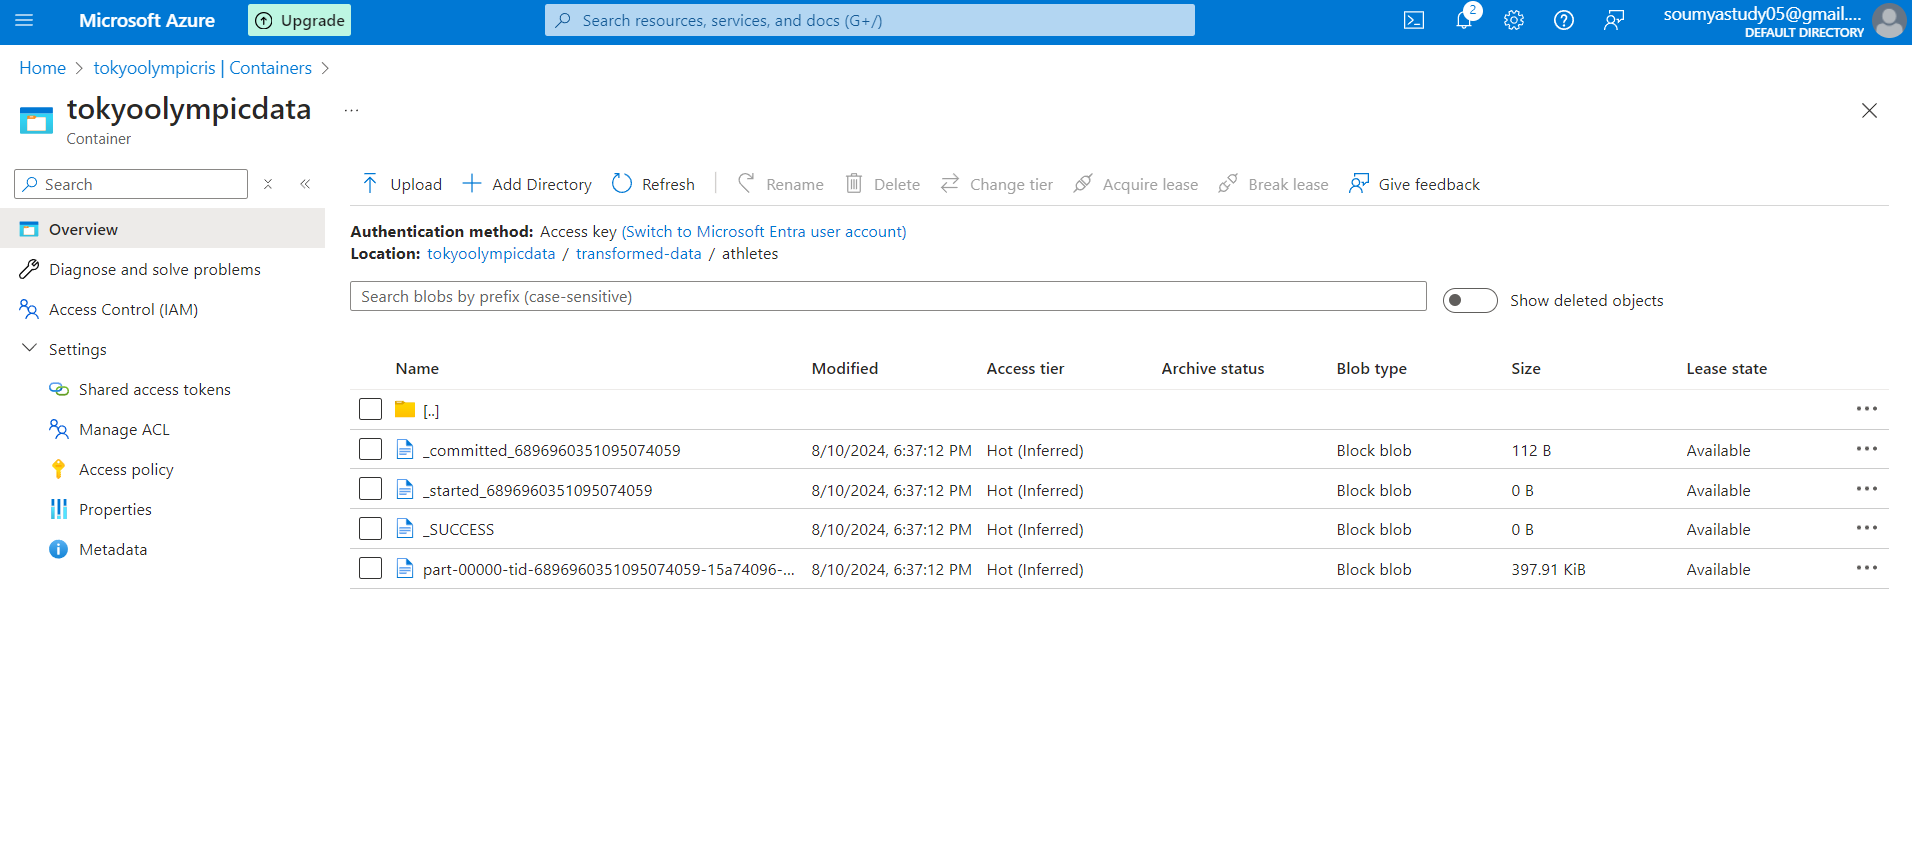 Microsoft Azure
Upgrade
Search resources, services, and docs (G+/)
2
soumyastudy05@gmail....
DEFAULT DIRECTORY
Home > tokyoolympicris | Containers >
tokyoolympicdata ...
Container
Search
Overview
Diagnose and solve problems
Access Control (IAM)
Settings
Shared access tokens
Manage ACL
Access policy
Properties
Metadata
Upload Add Directory Refresh Rename Delete Change tier Acquire lease Break lease Give feedback
Authentication method: Access key (Switch to Microsoft Entra user account)
Location: tokyoolympicdata / transformed-data / athletes
Search blobs by prefix (case-sensitive)
Show deleted objects
Name Modified Access tier Archive status Blob type Size Lease state
[..]
_committed_6896960351095074059 8/10/2024, 6:37:12 PM Hot (Inferred) Block blob 112 B Available
_started_6896960351095074059 8/10/2024, 6:37:12 PM Hot (Inferred) Block blob 0 B Available
_SUCCESS 8/10/2024, 6:37:12 PM Hot (Inferred) Block blob 0 B Available
part-00000-tid-6896960351095074059-15a74096-... 8/10/2024, 6:37:12 PM Hot (Inferred) Block blob 397.91 KiB Available